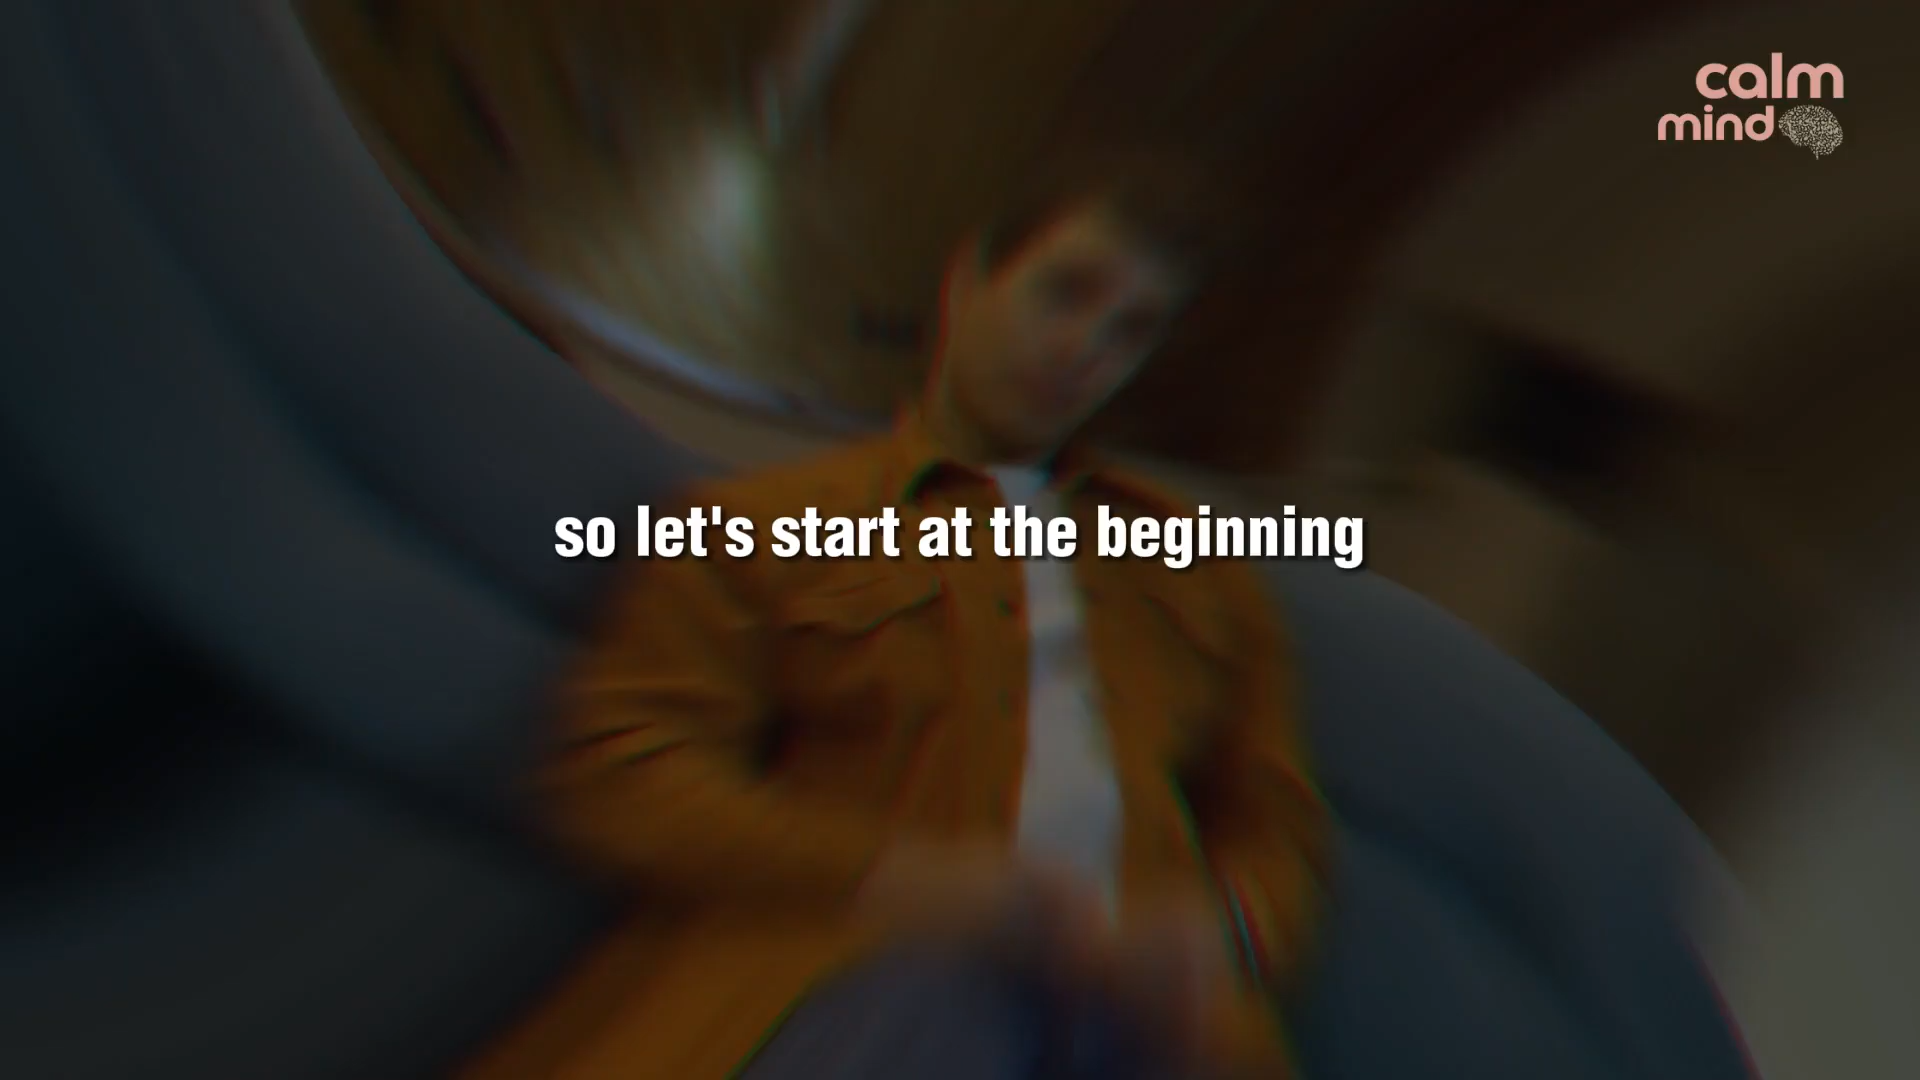 calm
mind
so let's start at the beginning